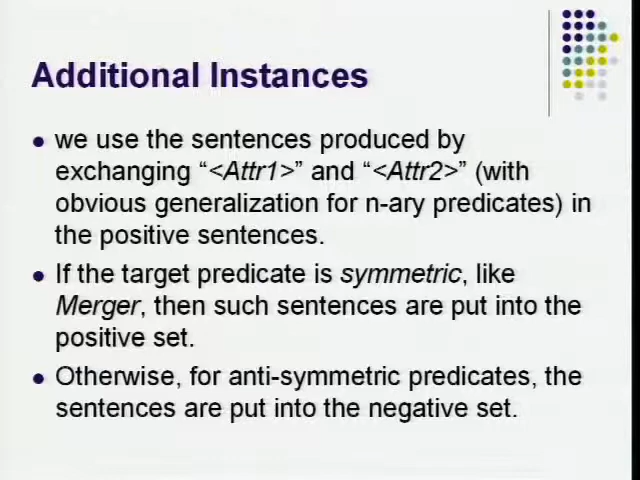 Additional Instances
we use the sentences produced by
exchanging “<Attr1>” and “<Attr2>” (with
obvious generalization for n-ary predicates) in
the positive sentences.
If the target predicate is symmetric, like
Merger, then such sentences are put into the
positive set.
Otherwise, for anti-symmetric predicates, the
sentences are put into the negative set.